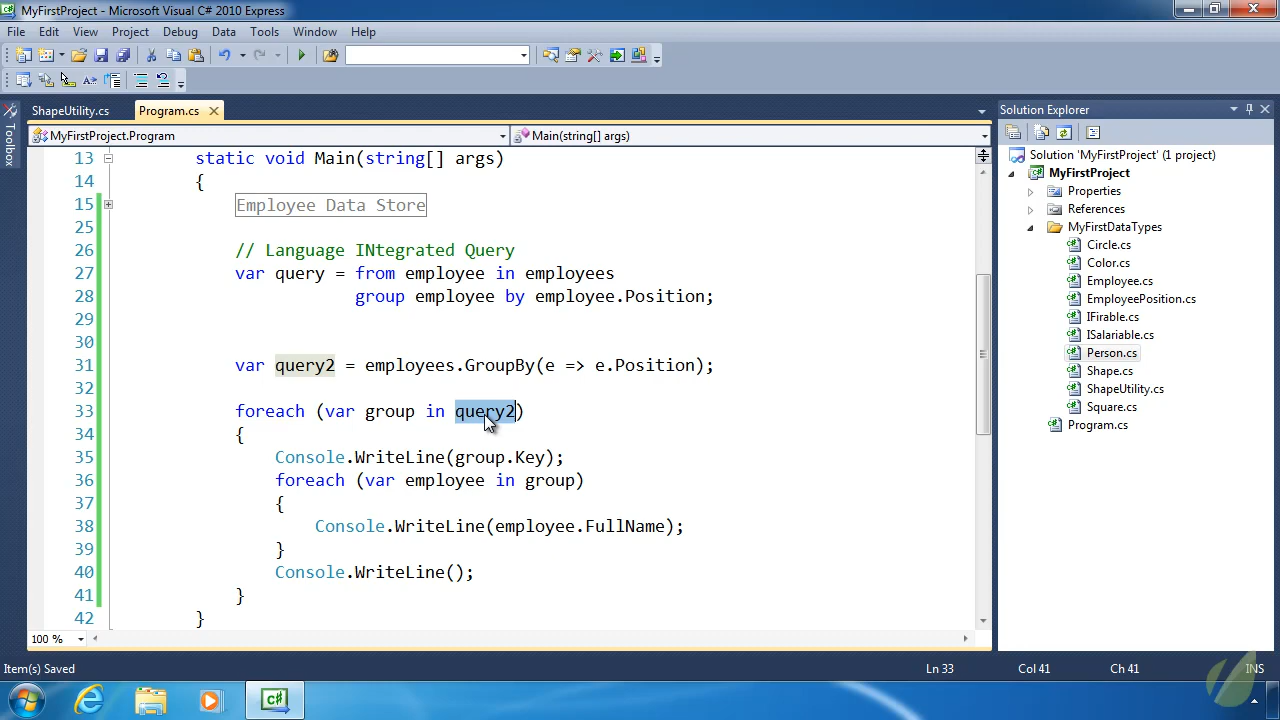 MyFirstProject - Microsoft Visual C# 2010 Express
File Edit View Project Debug Data Tools Window Help
ShapeUtility.cs Program.cs
Toolbox
MyFirstProject.Program Main(string[] args)
13 static void Main(string[] args)
14 {
15 Employee Data Store
25
26 // Language INtegrated Query
27 var query = from employee in employees
28 group employee by employee.Position;
29
30
31 var query2 = employees.GroupBy(e => e.Position);
32
33 foreach (var group in query2)
34 {
35 Console.WriteLine(group.Key);
36 foreach (var employee in group)
37 {
38 Console.WriteLine(employee.FullName);
39 }
40 Console.WriteLine();
41 }
42 }
100 %
Solution Explorer
Solution 'MyFirstProject' (1 project)
MyFirstProject
Properties
References
MyFirstDataTypes
Circle.cs
Color.cs
Employee.cs
EmployeePosition.cs
IFirable.cs
ISalariable.cs
Person.cs
Shape.cs
ShapeUtility.cs
Square.cs
Program.cs
Item(s) Saved Ln 33 Col 41 Ch 41 INS